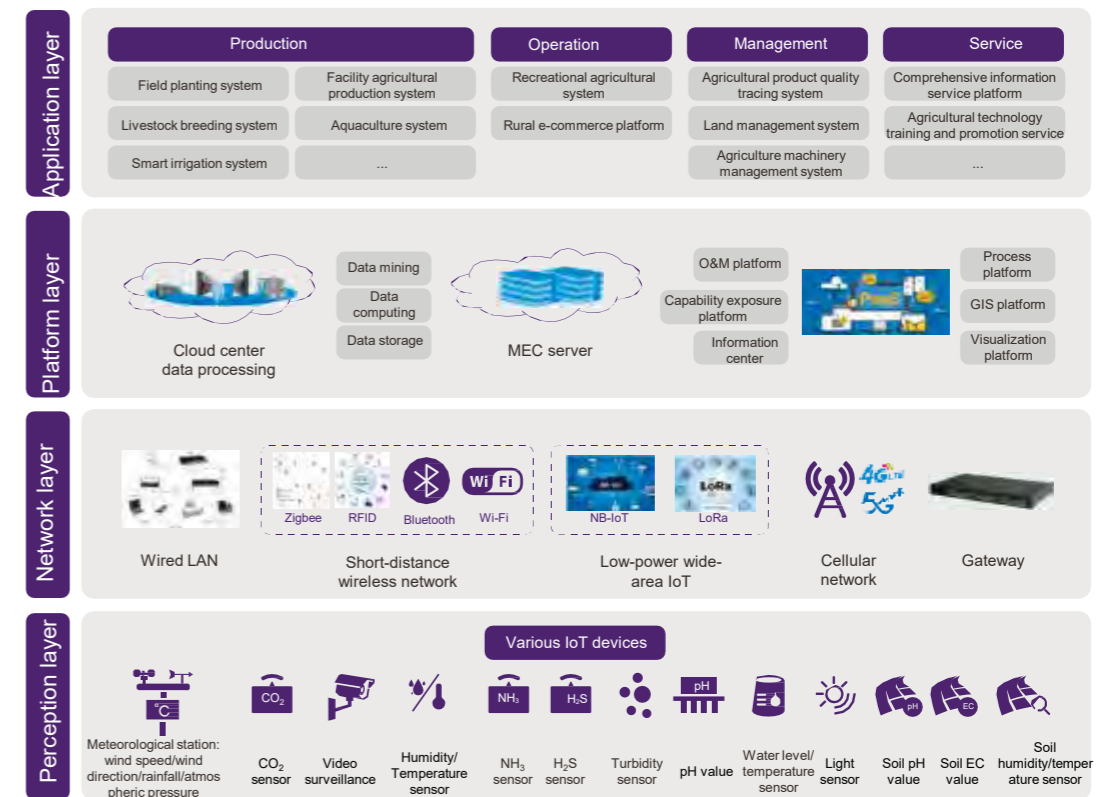 Application layer
Production
Operation
Management
Service
Field planting system
Facility agricultural
production system
Recreational agricultural
system
Agricultural product quality
tracing system
Comprehensive information
service platform
Livestock breeding system
Aquaculture system
Rural e-commerce platform
Land management system
Agricultural technology
training and promotion service
Smart irrigation system
...
Agriculture machinery
management system
...
Platform layer
Cloud center
data processing
Data mining
Data
computing
Data storage
MEC server
O&M platform
Capability exposure
platform
Information
center
PaaS
Process
platform
GIS platform
Visualization
platform
Network layer
Wired LAN
Zigbee
RFID
Bluetooth
Wi Fi
Wi-Fi
Short-distance
wireless network
NB-IoT
LoRa
LoRa
Low-power wide-
area IoT
4G LTE
5G
Cellular
network
Gateway
Perception layer
Various IoT devices
°C
Meteorological station:
wind speed/wind
direction/rainfall/atmos
pheric pressure
CO₂
CO₂
sensor
Video
surveillance
Humidity/
Temperature
sensor
NH₃
NH₃
sensor
H₂S
H₂S
sensor
Turbidity
sensor
pH
pH value
Water level/
temperature
sensor
Light
sensor
pH
Soil pH
value
EC
Soil EC
value
Soil
humidity/temper
ature sensor